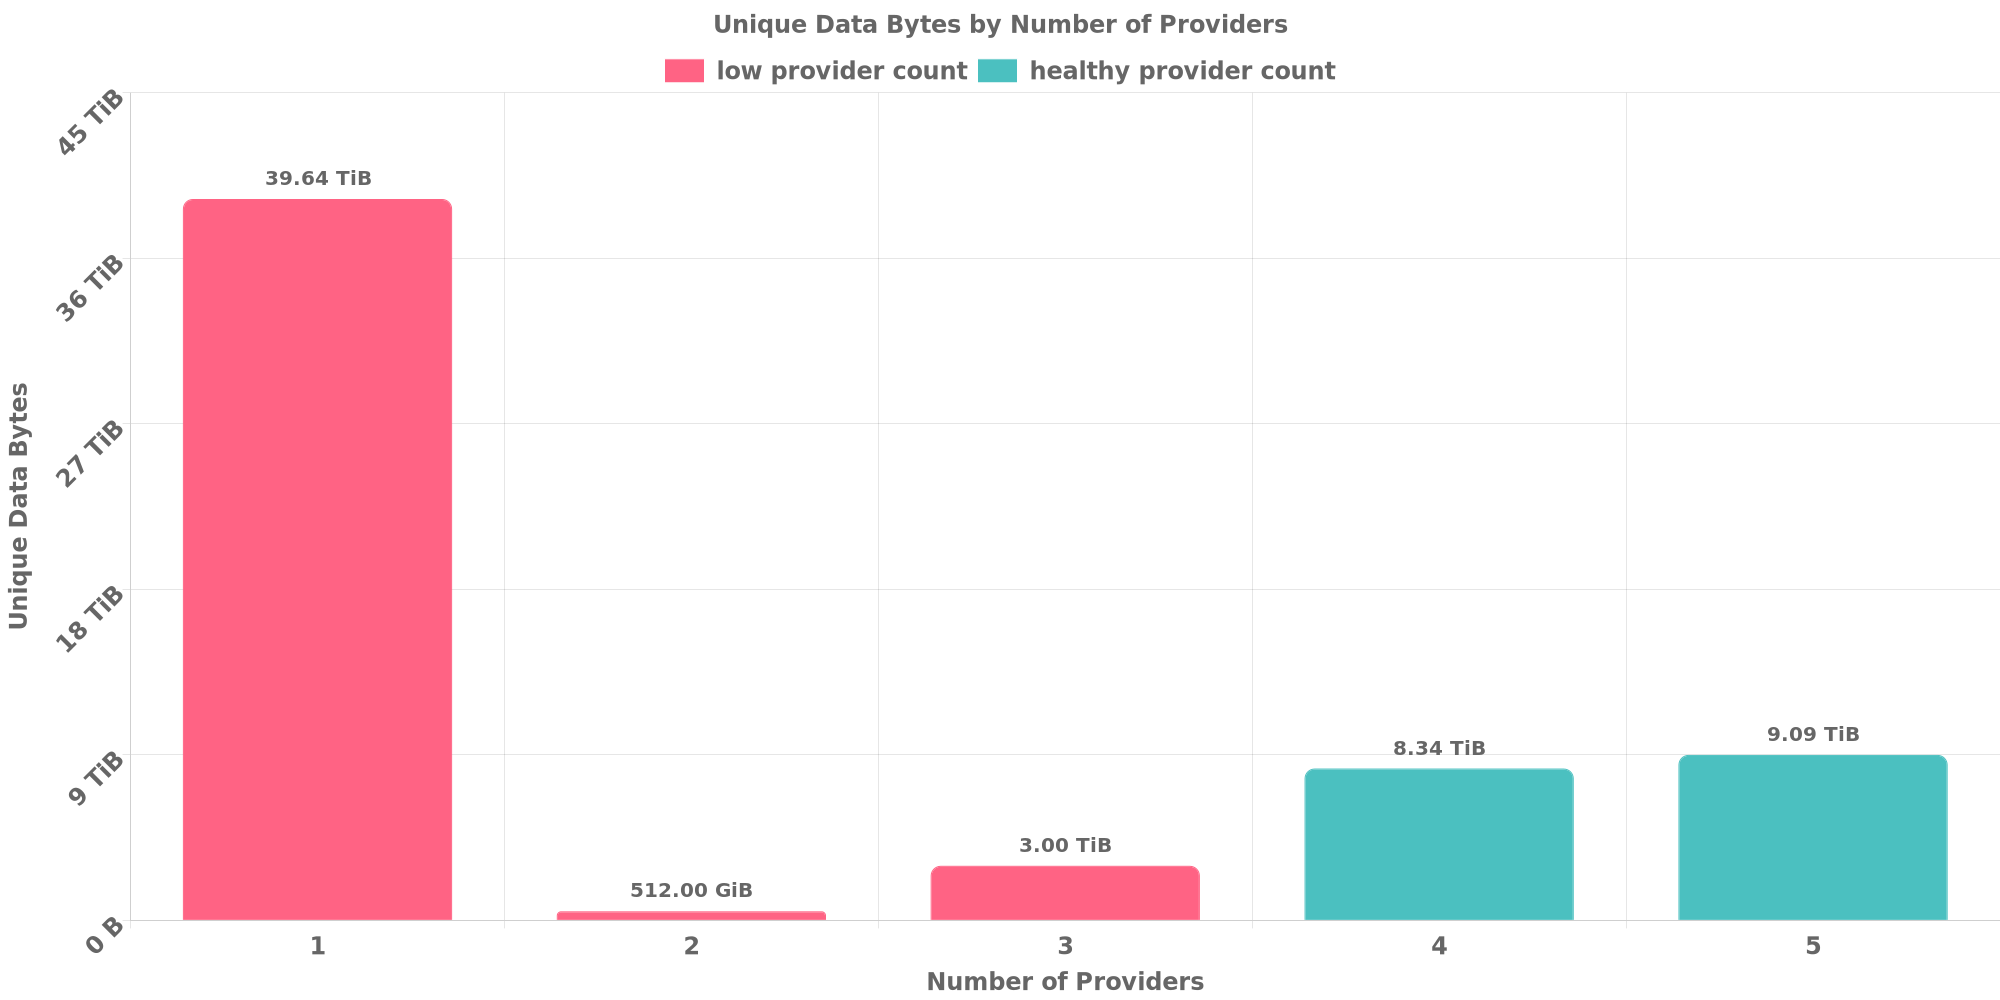 Unique Data Bytes by Number of Providers
low provider count healthy provider count
45 TiB
36 TiB
27 TiB
18 TiB
9 TiB
0 B
Unique Data Bytes
39.64 TiB
512.00 GiB
3.00 TiB
8.34 TiB
9.09 TiB
1 2 3 4 5
Number of Providers